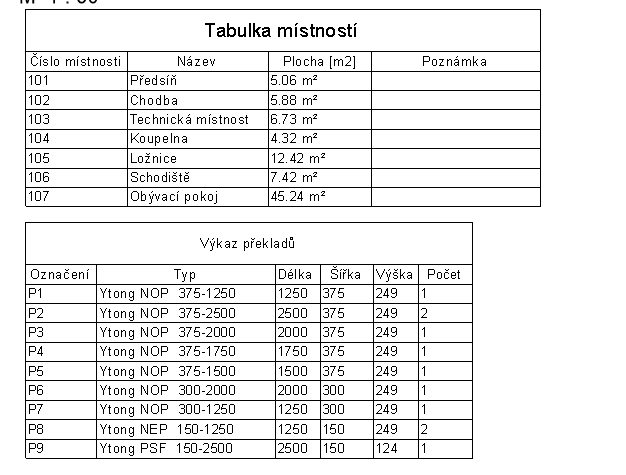 Tabulka místností
Číslo místnosti Název Plocha [m2] Poznámka
101 Předsíň 5.06 m²
102 Chodba 5.88 m²
103 Technická místnost 6.73 m²
104 Koupelna 4.32 m²
105 Ložnice 12.42 m²
106 Schodiště 7.42 m²
107 Obývací pokoj 45.24 m²
Výkaz překladů
Označení Typ Délka Šířka Výška Počet
P1 Ytong NOP 375-1250 1250 375 249 1
P2 Ytong NOP 375-2500 2500 375 249 2
P3 Ytong NOP 375-2000 2000 375 249 1
P4 Ytong NOP 375-1750 1750 375 249 1
P5 Ytong NOP 375-1500 1500 375 249 1
P6 Ytong NOP 300-2000 2000 300 249 1
P7 Ytong NOP 300-1250 1250 300 249 1
P8 Ytong NEP 150-1250 1250 150 249 2
P9 Ytong PSF 150-2500 2500 150 124 1